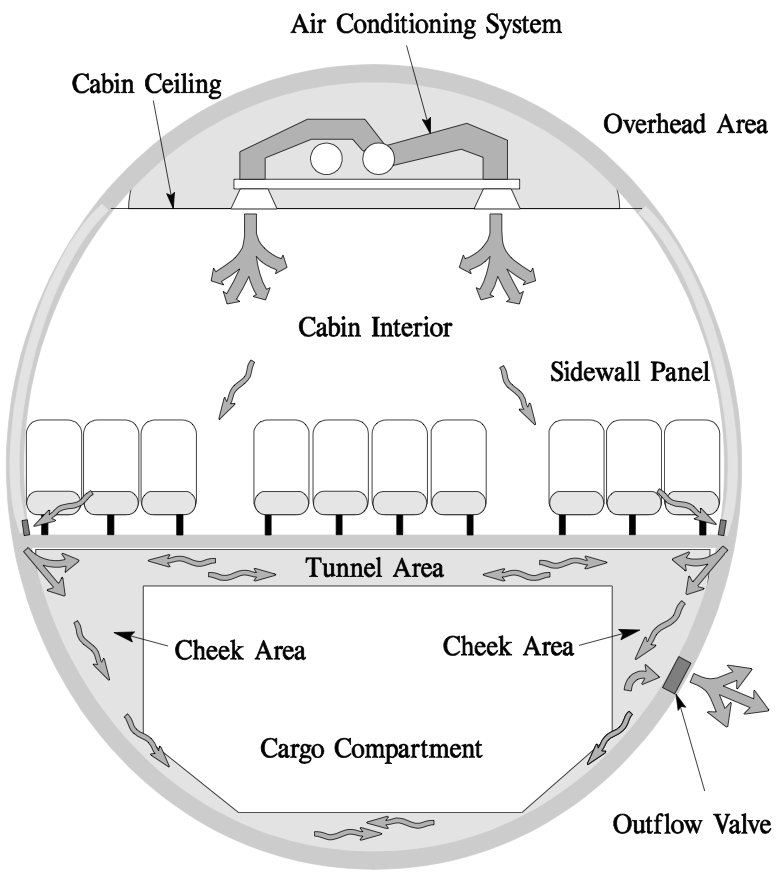 Air Conditioning System
Cabin Ceiling
Overhead Area
Cabin Interior
Sidewall Panel
Tunnel Area
Cheek Area
Cheek Area
Cargo Compartment
Outflow Valve